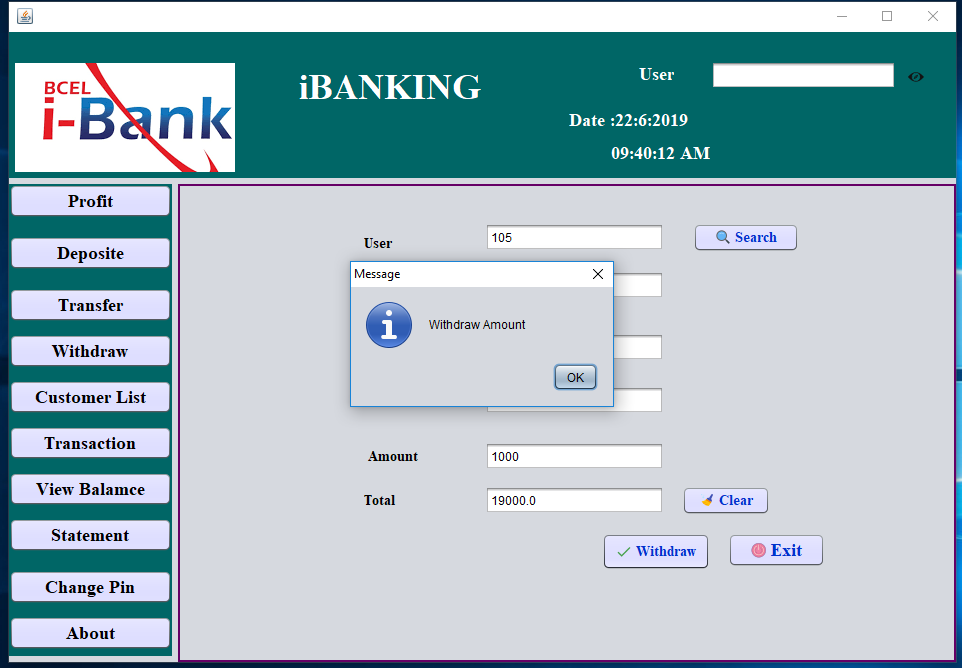 BCEL
i-Bank
iBANKING
User
Date :22:6:2019
09:40:12 AM
Profit
Deposite
Transfer
Withdraw
Customer List
Transaction
View Balamce
Statement
Change Pin
About
User
105
Search
Message
Withdraw Amount
OK
Amount
1000
Total
19000.0
Clear
Withdraw
Exit